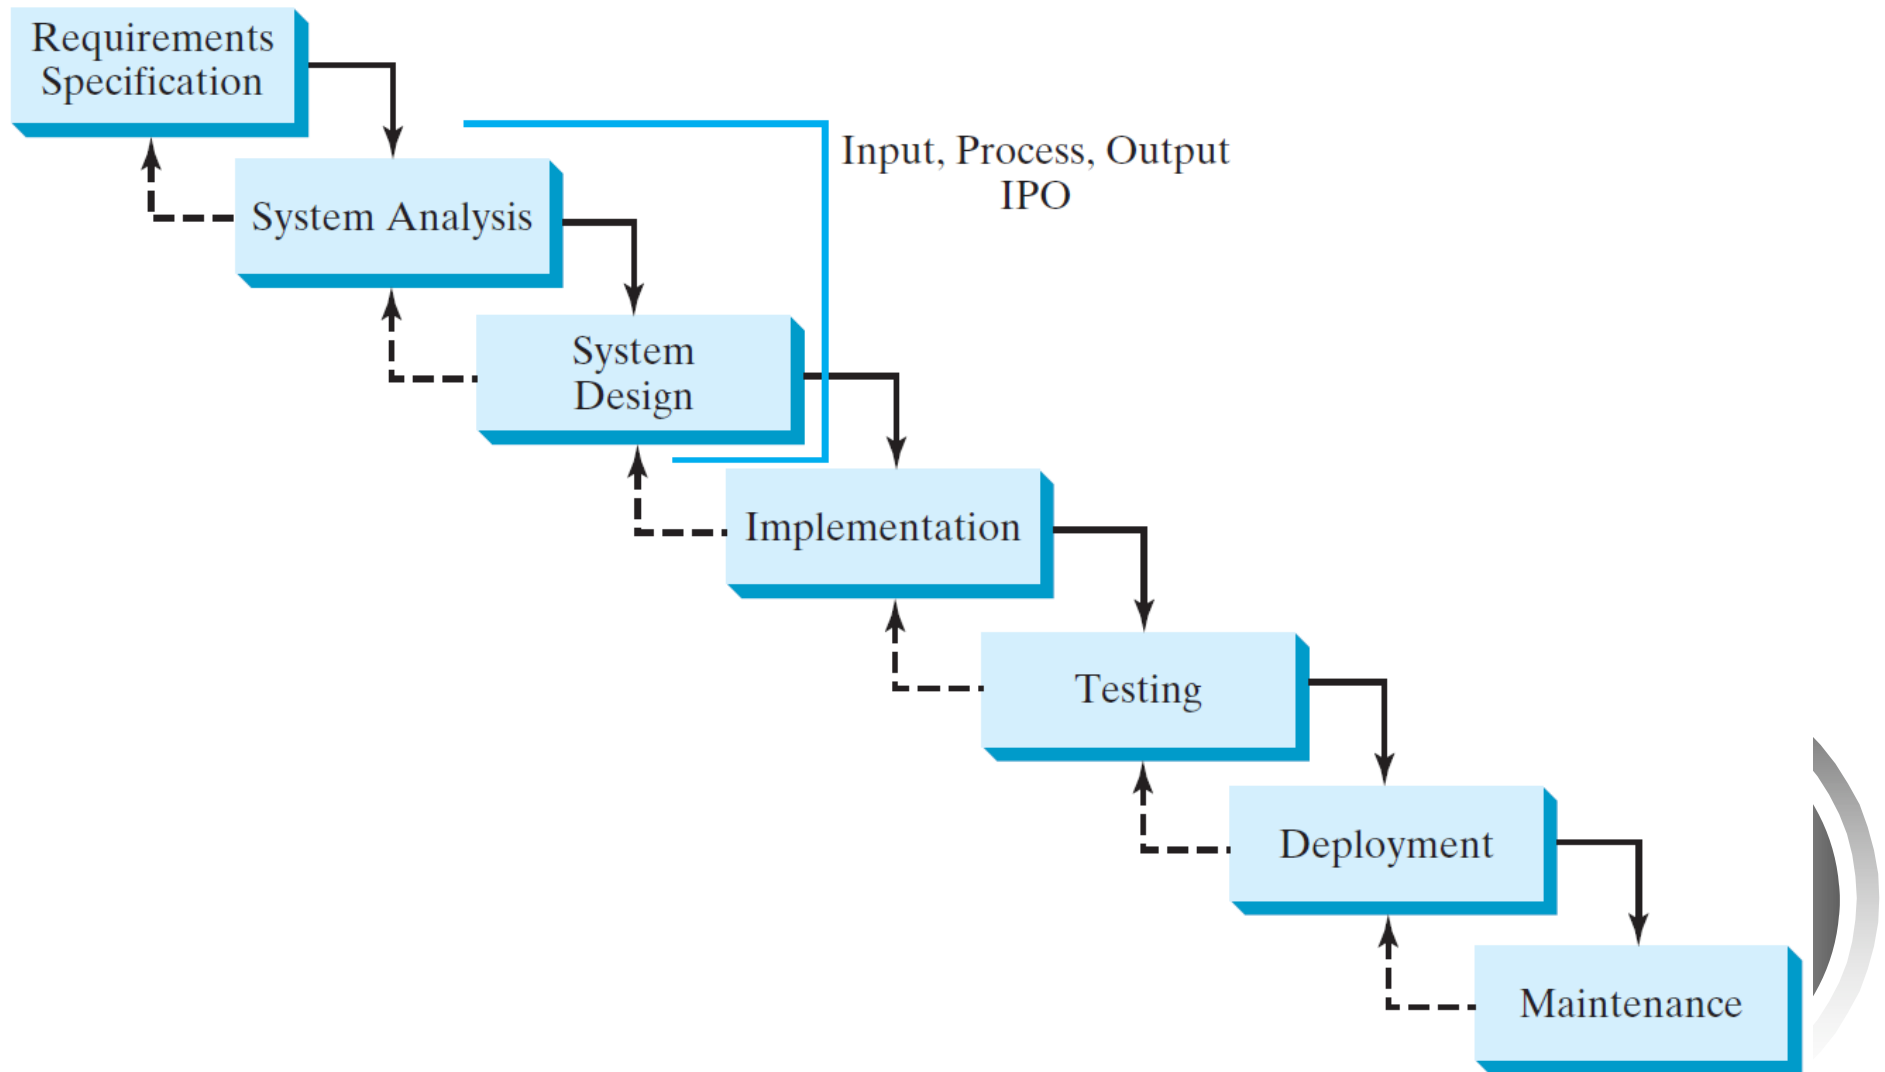 Requirements
Specification
Input, Process, Output
IPO
System Analysis
System
Design
Implementation
Testing
Deployment
Maintenance